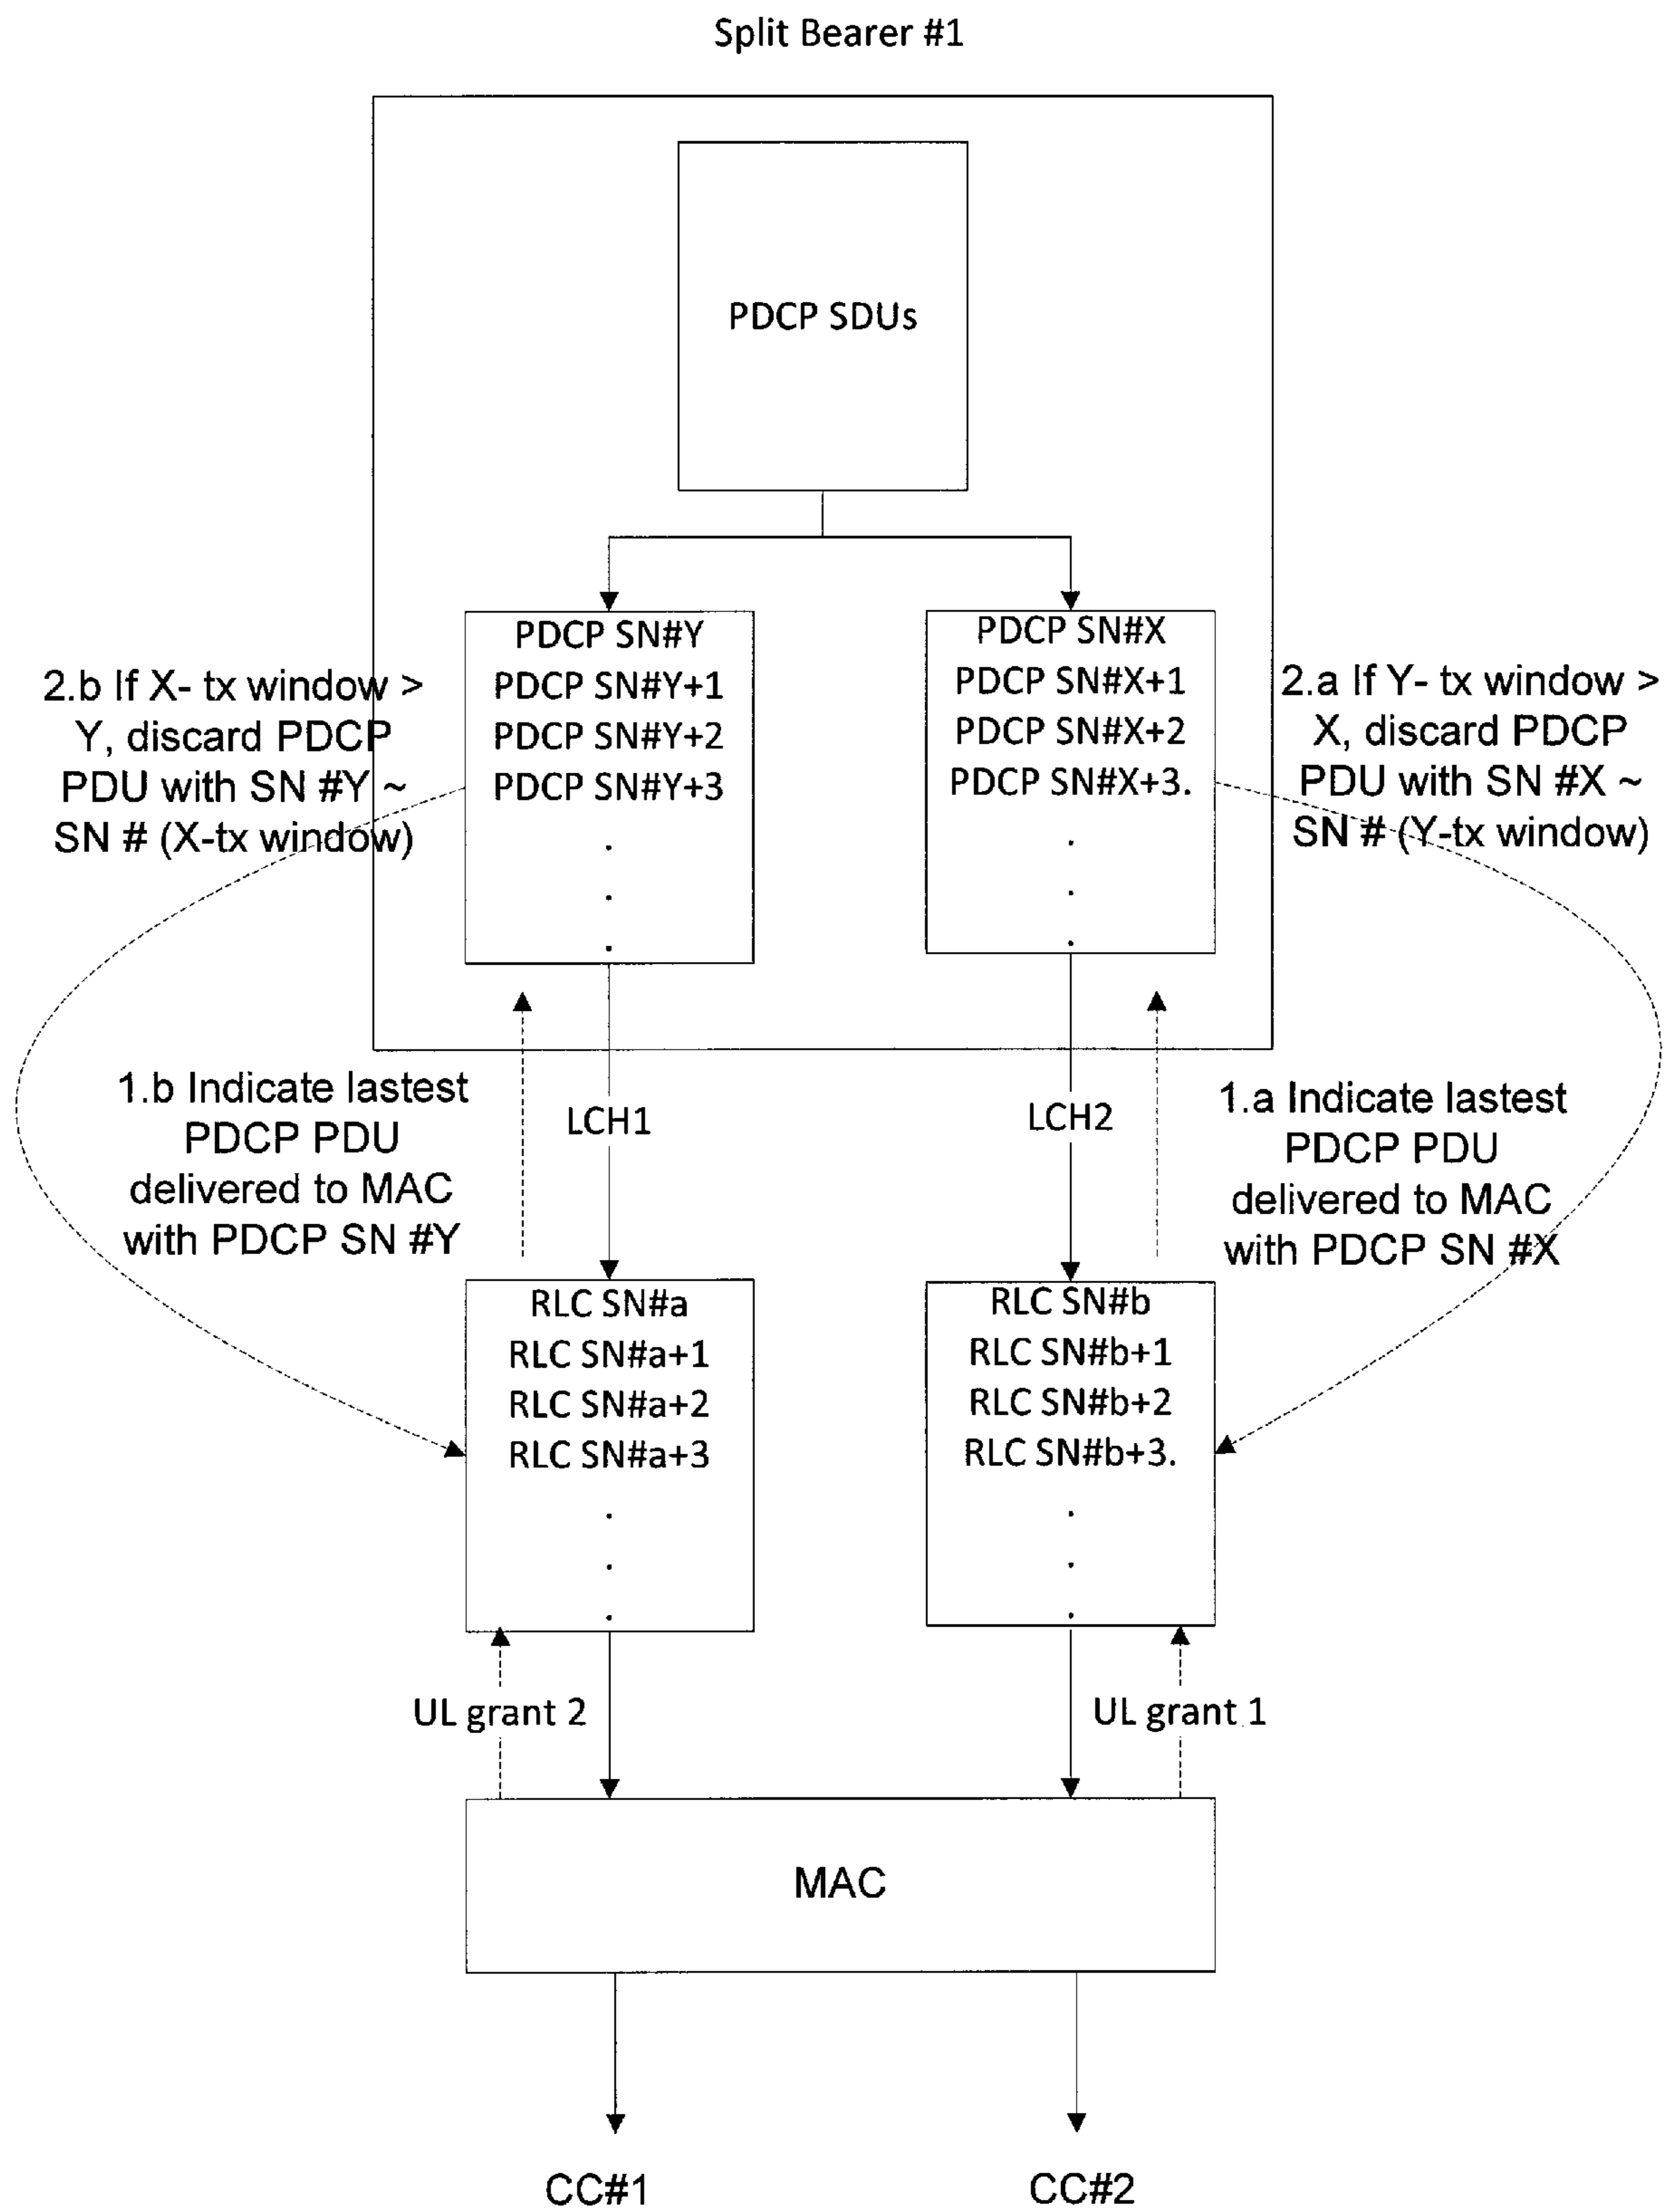 Split Bearer #1
PDCP SDUs
PDCP SN#Y
PDCP SN#Y+1
PDCP SN#Y+2
PDCP SN#Y+3
.
.
.
PDCP SN#X
PDCP SN#X+1
PDCP SN#X+2
PDCP SN#X+3.
.
.
.
2.b If X- tx window >
Y, discard PDCP
PDU with SN #Y ~
SN # (X-tx window)
2.a If Y- tx window >
X, discard PDCP
PDU with SN #X ~
SN # (Y-tx window)
1.b Indicate lastest
PDCP PDU
delivered to MAC
with PDCP SN #Y
LCH1
LCH2
1.a Indicate lastest
PDCP PDU
delivered to MAC
with PDCP SN #X
RLC SN#a
RLC SN#a+1
RLC SN#a+2
RLC SN#a+3
.
.
.
RLC SN#b
RLC SN#b+1
RLC SN#b+2
RLC SN#b+3.
.
.
.
UL grant 2
UL grant 1
MAC
CC#1
CC#2